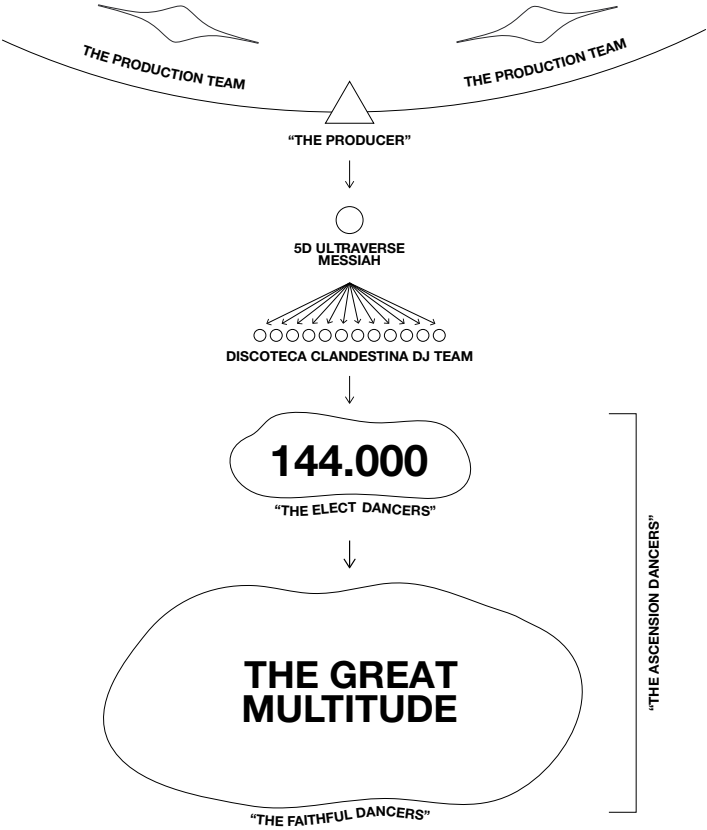 THE PRODUCTION TEAM
THE PRODUCTION TEAM
“THE PRODUCER”
5D ULTRAVERSE
MESSIAH
DISCOTECA CLANDESTINA DJ TEAM
144.000
“THE ELECT DANCERS”
“THE ASCENSION DANCERS”
THE GREAT
MULTITUDE
“THE FAITHFUL DANCERS”